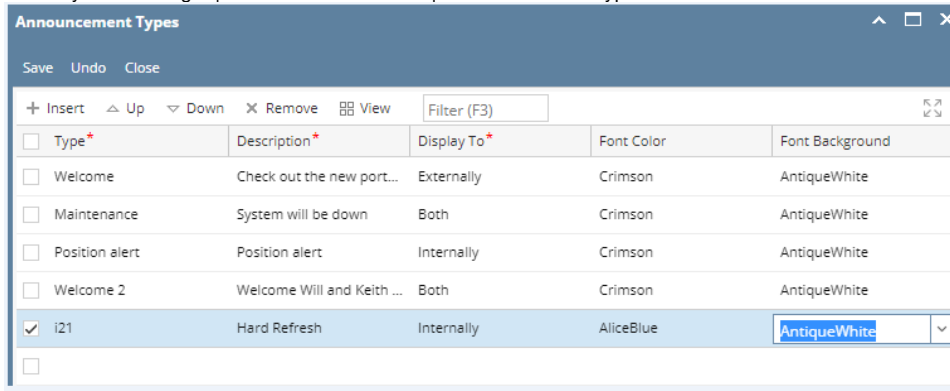 Announcement Types
Save Undo Close
Insert Up Down Remove View Filter (F3)
Type* Description* Display To* Font Color Font Background
Welcome Check out the new port... Externally Crimson AntiqueWhite
Maintenance System will be down Both Crimson AntiqueWhite
Position alert Position alert Internally Crimson AntiqueWhite
Welcome 2 Welcome Will and Keith ... Both Crimson AntiqueWhite
i21 Hard Refresh Internally AliceBlue AntiqueWhite